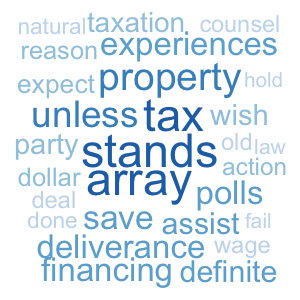 natural taxation counsel
reason experiences
expect property hold
unless tax wish
party stands old law
dollar array action
deal polls
done save assist fail
deliverance wage
financing definite